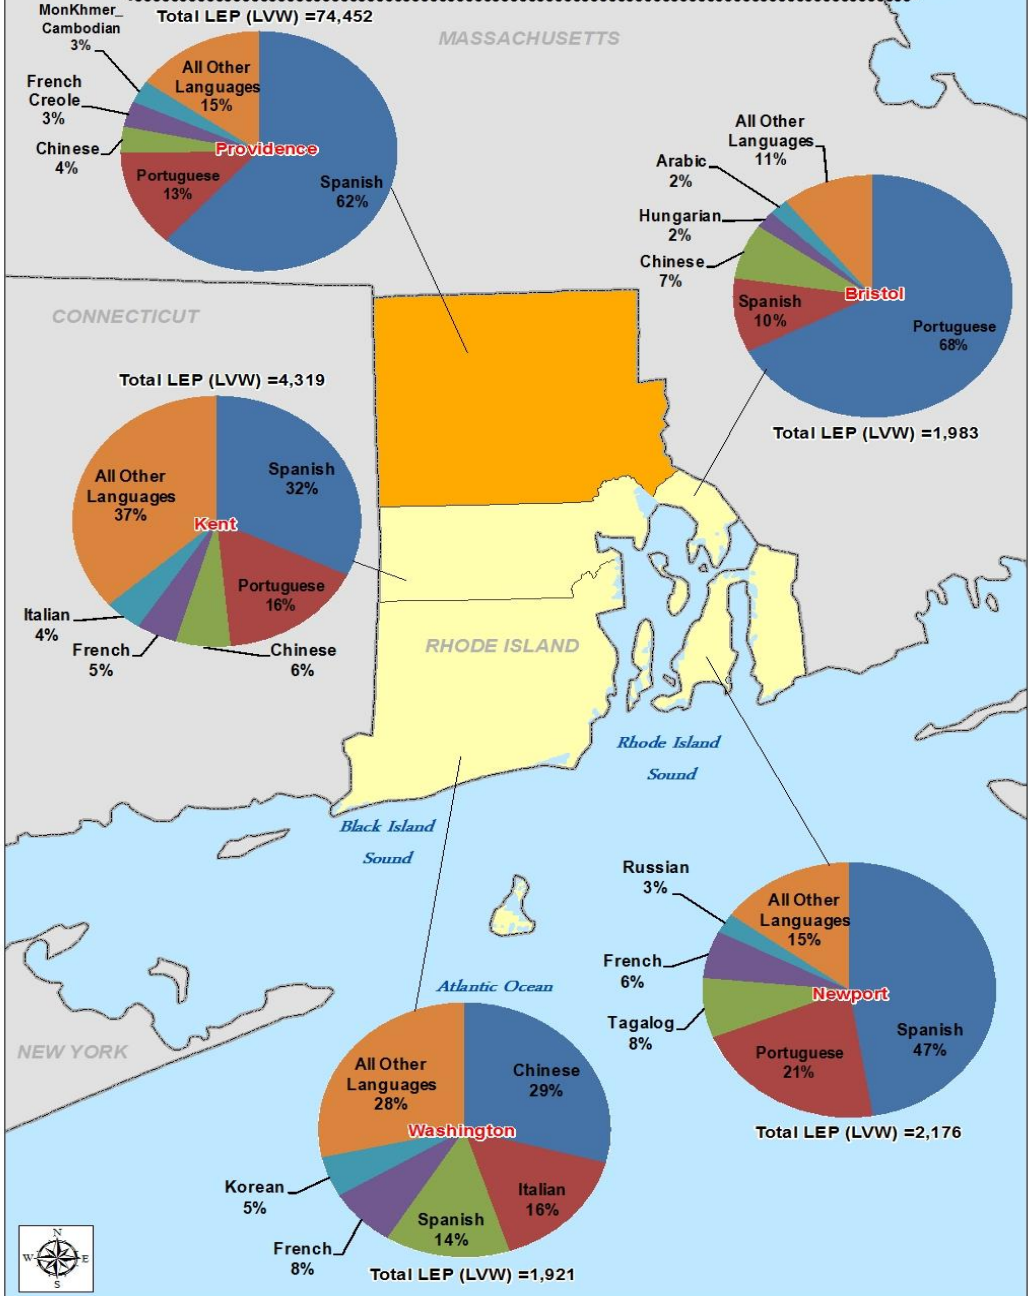 Total LEP (LVW) =74,452
MonKhmer_
Cambodian
3%
French
Creole
3%
Chinese
4%
All Other
Languages
15%
Providence
Portuguese
13%
Spanish
62%
MASSACHUSETTS
All Other
Languages
11%
Arabic
2%
Hungarian
2%
Chinese
7%
Spanish
10%
Bristol
Portuguese
68%
Total LEP (LVW) =1,983
CONNECTICUT
Total LEP (LVW) =4,319
All Other
Languages
37%
Spanish
32%
Kent
Portuguese
16%
Italian
4%
French
5%
Chinese
6%
RHODE ISLAND
Rhode Island
Sound
Black Island
Sound
Atlantic Ocean
NEW YORK
Russian
3%
All Other
Languages
15%
French
6%
Newport
Tagalog
8%
Portuguese
21%
Spanish
47%
Total LEP (LVW) =2,176
All Other
Languages
28%
Chinese
29%
Washington
Korean
5%
Italian
16%
Spanish
14%
French
8%
Total LEP (LVW) =1,921
N
W
E
S